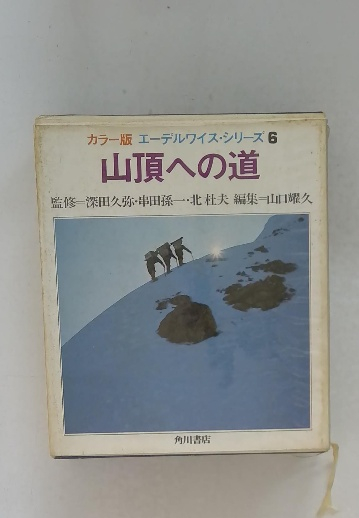 カラー版 エーデルワイス・シリーズ 6
山頂への道
監修=深田久弥・串田孫一・北杜夫 編集=山口耀久
角川書店